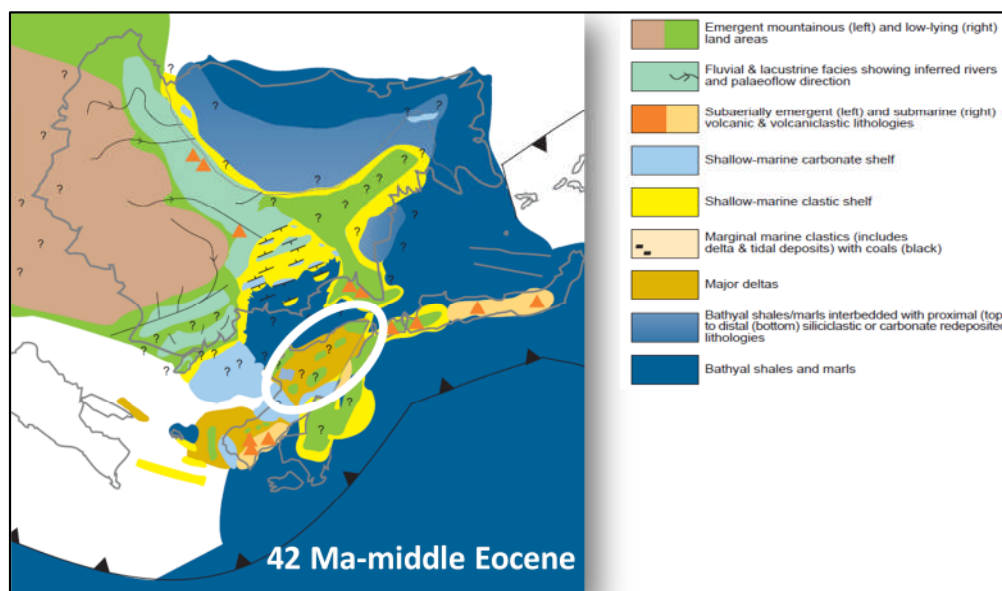 42 Ma-middle Eocene
Emergent mountainous (left) and low-lying (right)
land areas
Fluvial & lacustrine facies showing inferred rivers
and palaeoflow direction
Subaerially emergent (left) and submarine (right)
volcanic & volcaniclastic lithologies
Shallow-marine carbonate shelf
Shallow-marine clastic shelf
Marginal marine clastics (includes
delta & tidal deposits) with coals (black)
Major deltas
Bathyal shales/marls interbedded with proximal (top
to distal (bottom) siliciclastic or carbonate redeposited
lithologies
Bathyal shales and marls